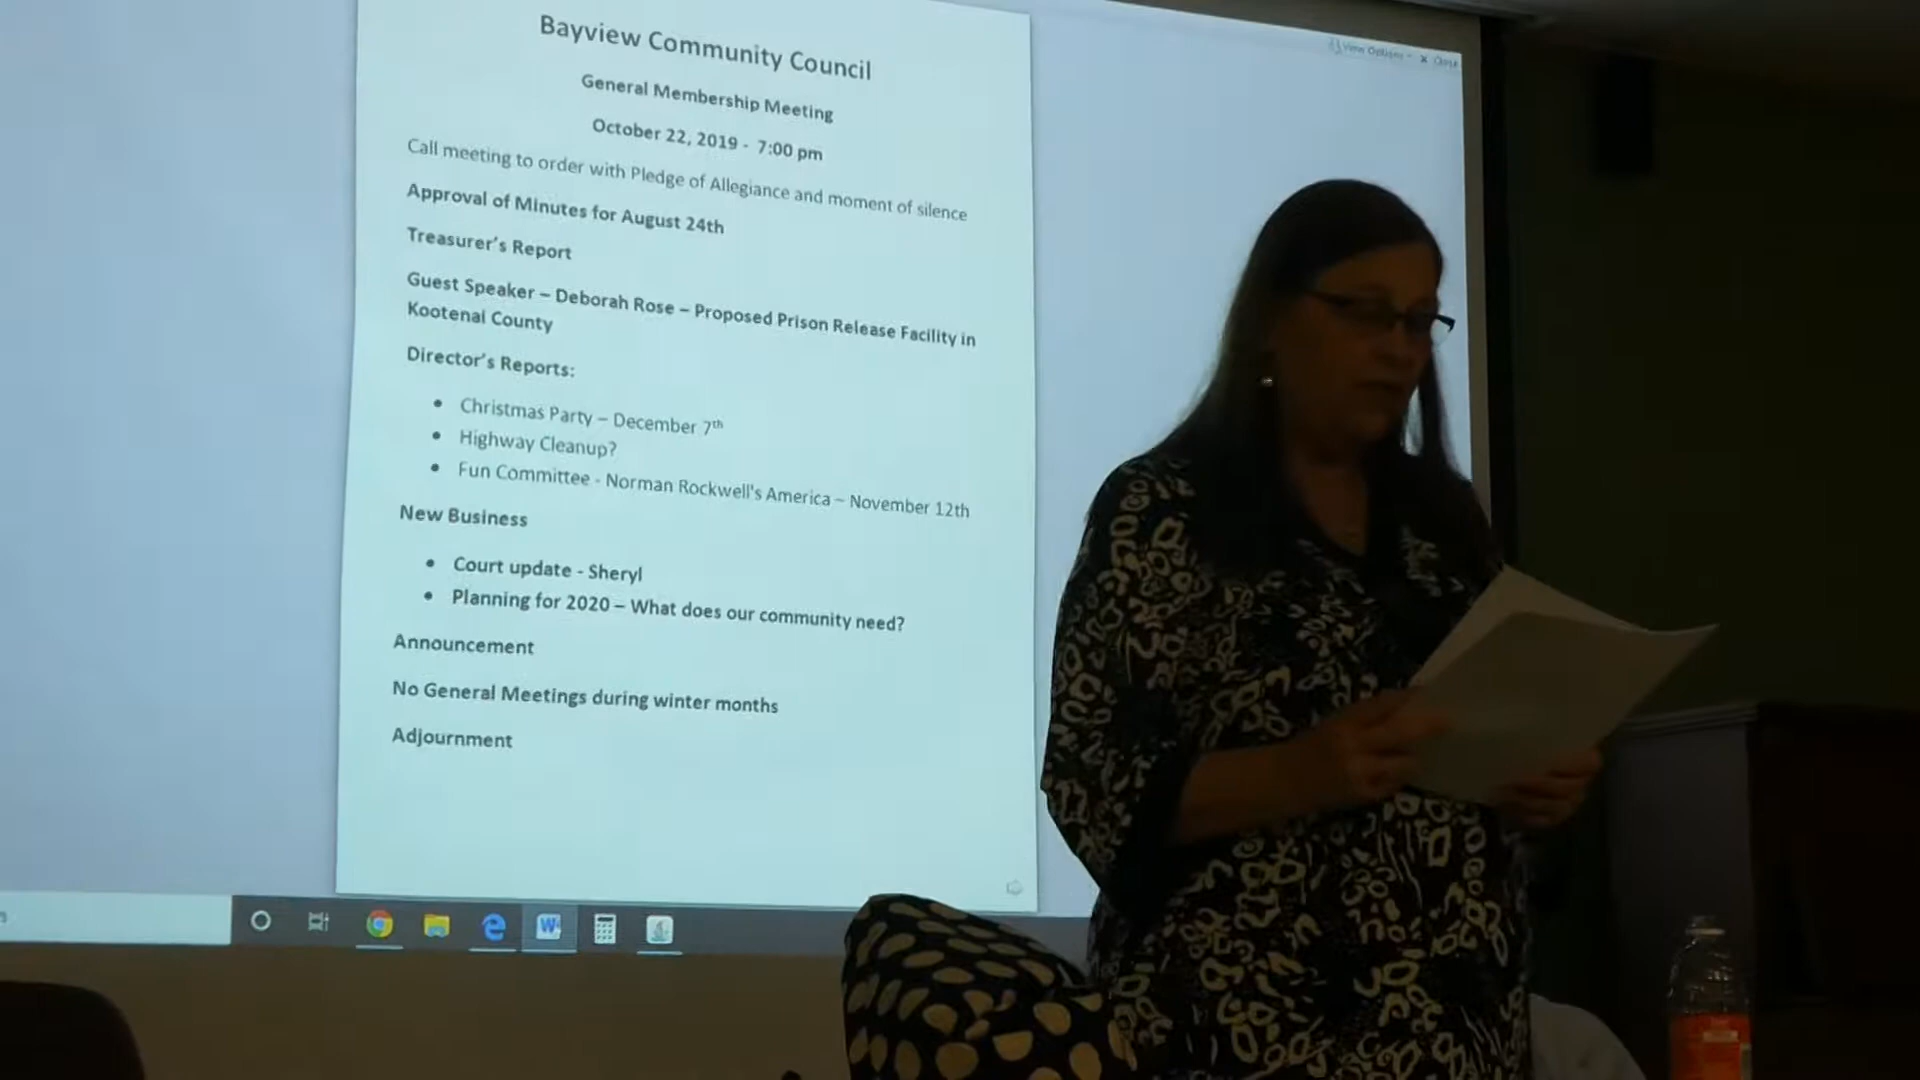 Bayview Community Council
General Membership Meeting
October 22, 2019 - 7:00 pm
Call meeting to order with Pledge of Allegiance and moment of silence
Approval of Minutes for August 24th
Treasurer's Report
Guest Speaker – Deborah Rose – Proposed Prison Release Facility in
Kootenai County
Director's Reports:
• Christmas Party – December 7th
• Highway Cleanup?
• Fun Committee - Norman Rockwell's America – November 12th
New Business
• Court update - Sheryl
• Planning for 2020 – What does our community need?
Announcement
No General Meetings during winter months
Adjournment
View Options
Close
W